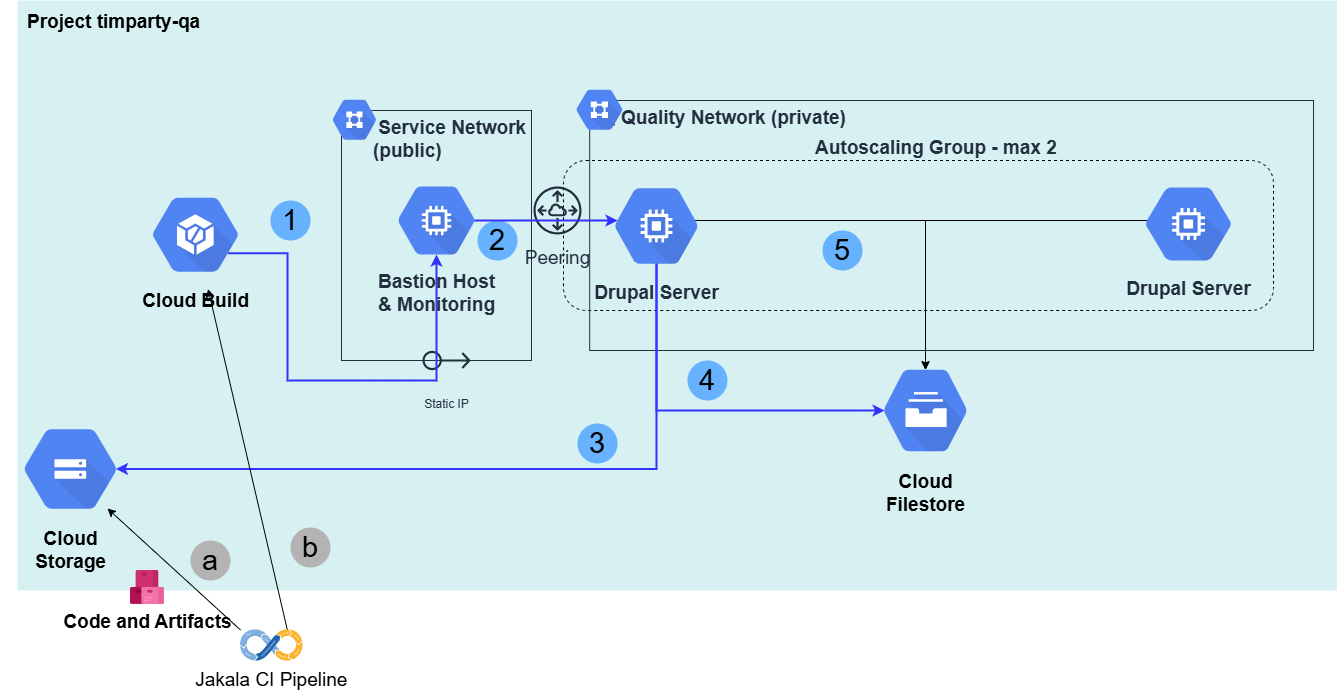 Project timparty-qa
Quality Network (private)
Service Network
(public)
Autoscaling Group - max 2
1
2
Peering
5
Bastion Host
& Monitoring
Cloud Build
Drupal Server
Drupal Server
4
Static IP
3
Cloud
Filestore
Cloud
Storage
a
b
Code and Artifacts
Jakala CI Pipeline